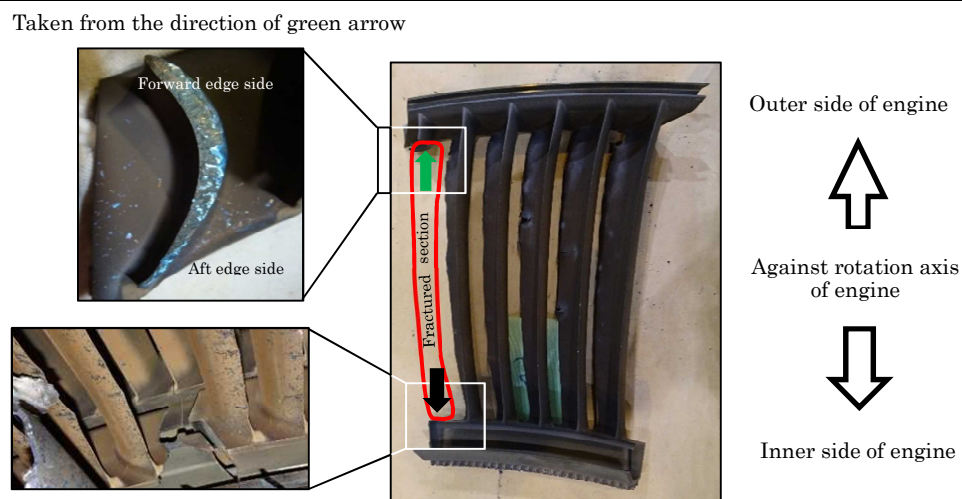 Taken from the direction of green arrow
Forward edge side
Aft edge side
Fractured section
Outer side of engine
Against rotation axis
of engine
Inner side of engine